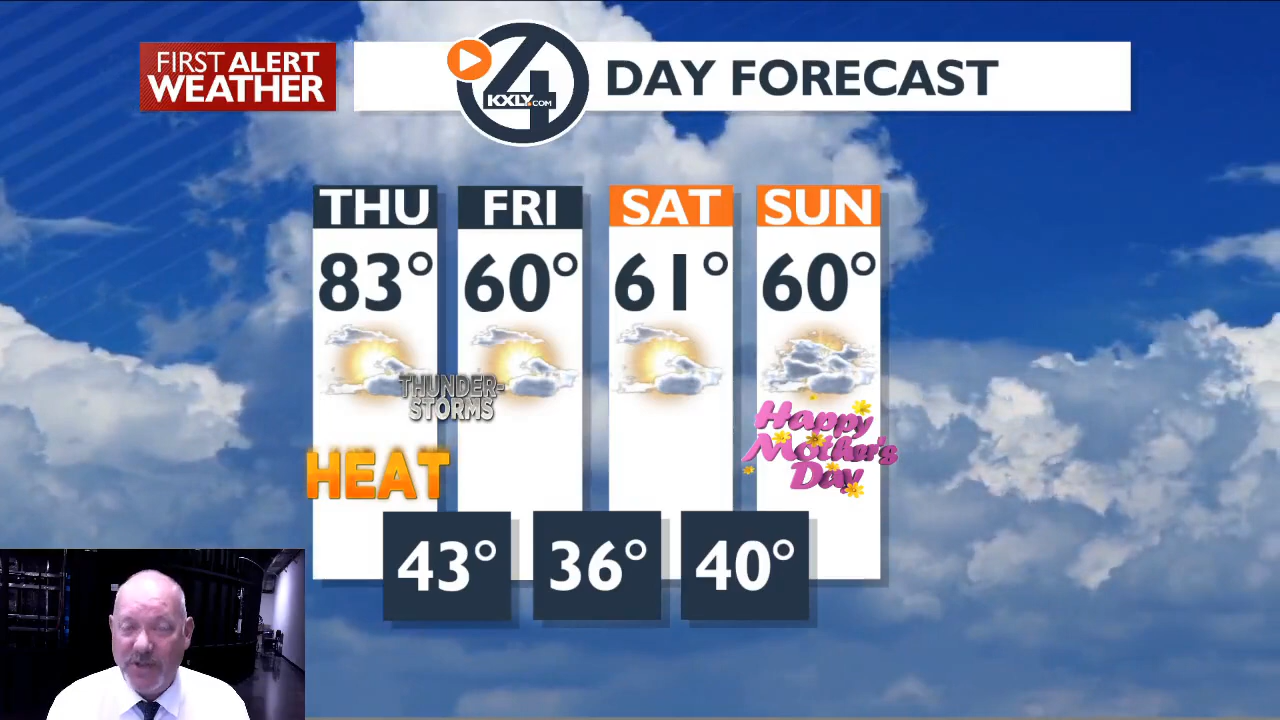 FIRST ALERT
WEATHER
4
KXLY.COM
DAY FORECAST
THU
FRI
SAT
SUN
83°
60°
61°
60°
THUNDER-
STORMS
HEAT
Happy
Mother's
Day
43°
36°
40°